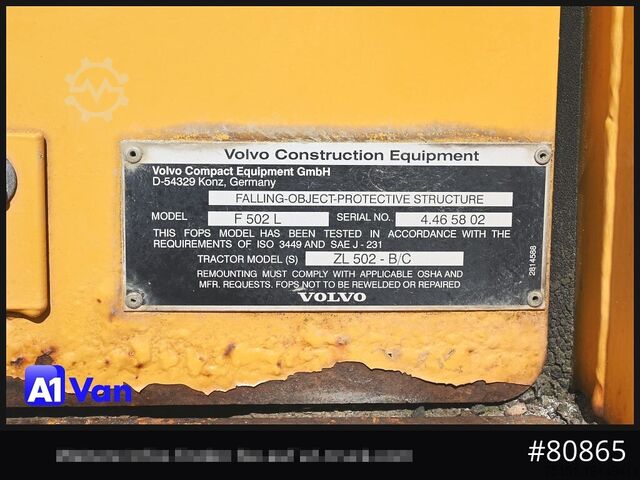 Volvo Construction Equipment
Volvo Compact Equipment GmbH
D-54329 Konz, Germany
FALLING-OBJECT-PROTECTIVE STRUCTURE
MODEL F 502 L SERIAL NO. 4.46 58 02
THIS FOPS MODEL HAS BEEN TESTED IN ACCORDANCE WITH THE
REQUIREMENTS OF ISO 3449 AND SAE J - 231
TRACTOR MODEL (S) ZL 502 - B/C
REMOUNTING MUST COMPLY WITH APPLICABLE OSHA AND
MFR. REQUESTS. FOPS NOT TO BE REWELDED OR REPAIRED
VOLVO
2814588
A1 Van
#80865